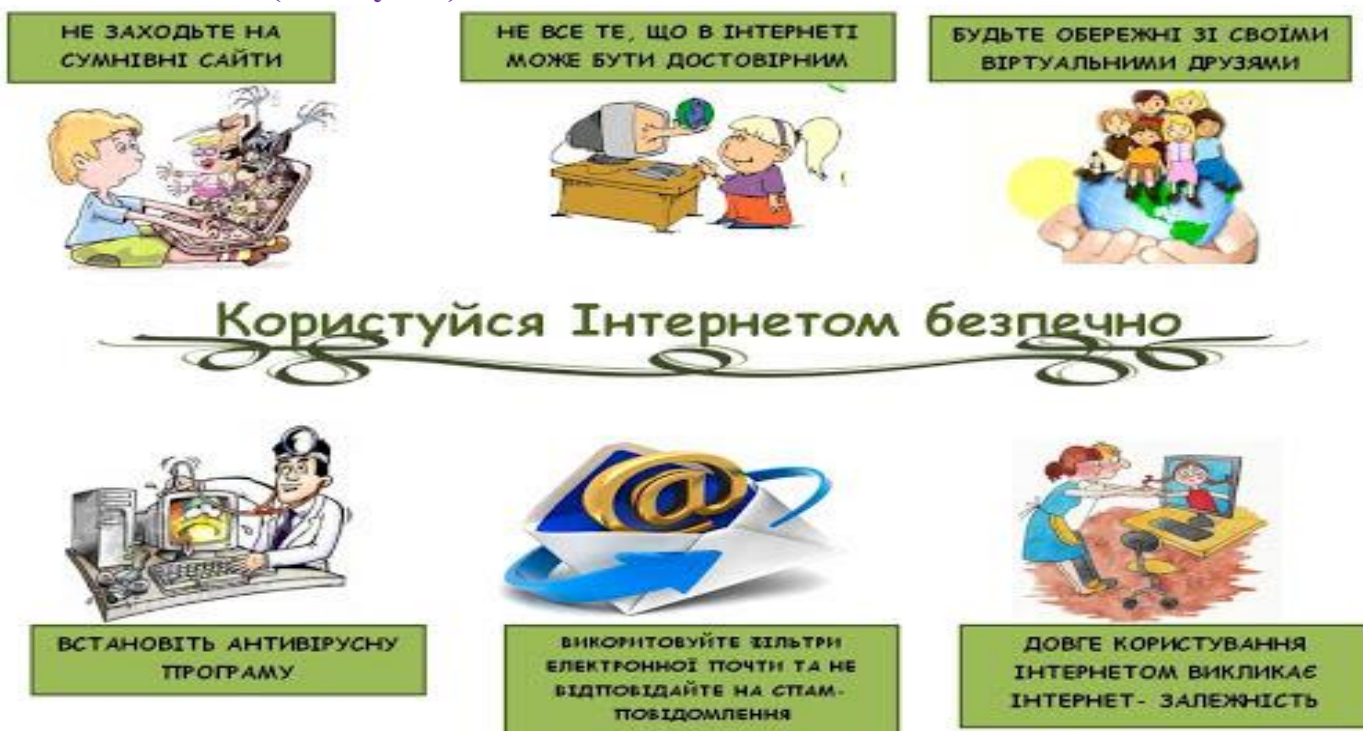 НЕ ЗАХОДЬТЕ НА
СУМНІВНІ САЙТИ
НЕ ВСЕ ТЕ, ЩО В ІНТЕРНЕТІ
МОЖЕ БУТИ ДОСТОВІРНИМ
БУДЬТЕ ОБЕРЕЖНІ ЗІ СВОЇМИ
ВІРТУАЛЬНИМИ ДРУЗЯМИ
Користуйся Інтернетом безпечно
ВСТАНОВІТЬ АНТИВІРУСНУ
ПРОГРАМУ
ВИКОРИТОВУЙТЕ ФІЛЬТРИ
ЕЛЕКТРОННОЇ ПОЧТИ ТА НЕ
ВІДПОВІДАЙТЕ НА СПАМ-
ПОВІДОМЛЕННЯ
ДОВГЕ КОРИСТУВАННЯ
ІНТЕРНЕТОМ ВИКЛИКАЄ
ІНТЕРНЕТ- ЗАЛЕЖНІСТЬ